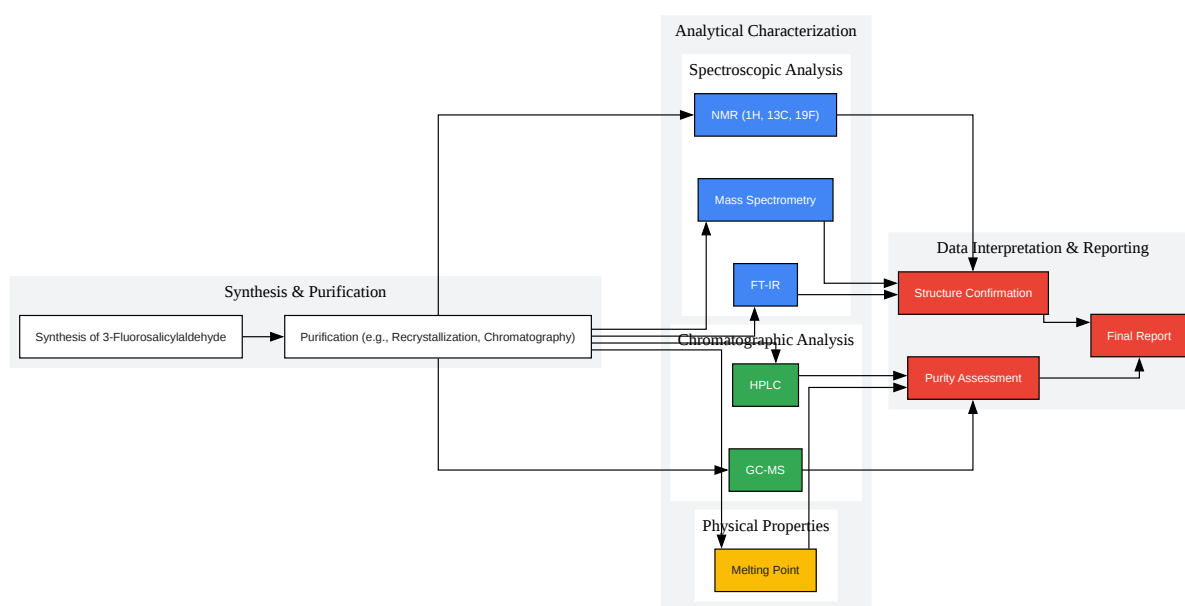 Analytical Characterization
Spectroscopic Analysis
NMR (1H, 13C, 19F)
Mass Spectrometry
Data Interpretation & Reporting
FT-IR
Structure Confirmation
Synthesis & Purification
Synthesis of 3-Fluorosalicylaldehyde
Purification (e.g., Recrystallization, Chromatography)
Final Report
Chromatographic Analysis
HPLC
Purity Assessment
GC-MS
Physical Properties
Melting Point